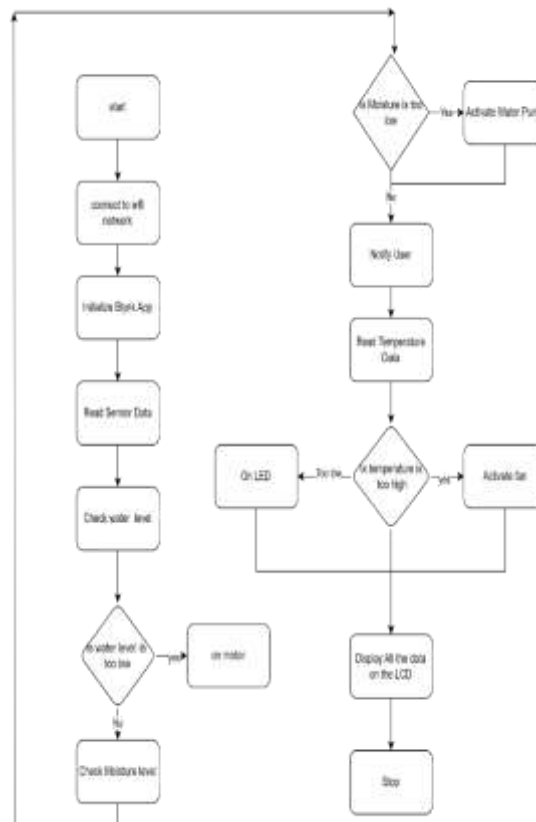 start
connect to wifi
network
Initialize Blynk App
Read Sensor Data
Check water level
Is water level is
too low
yes
on motor
No
Check Moisture level
Is Moisture is too
low
Yes
Activate Water Pum
No
Notify User
Read Temperature
Data
Is temperature is
too high
Too low
On LED
yes
Activate fan
Display All the data
on the LCD
Stop